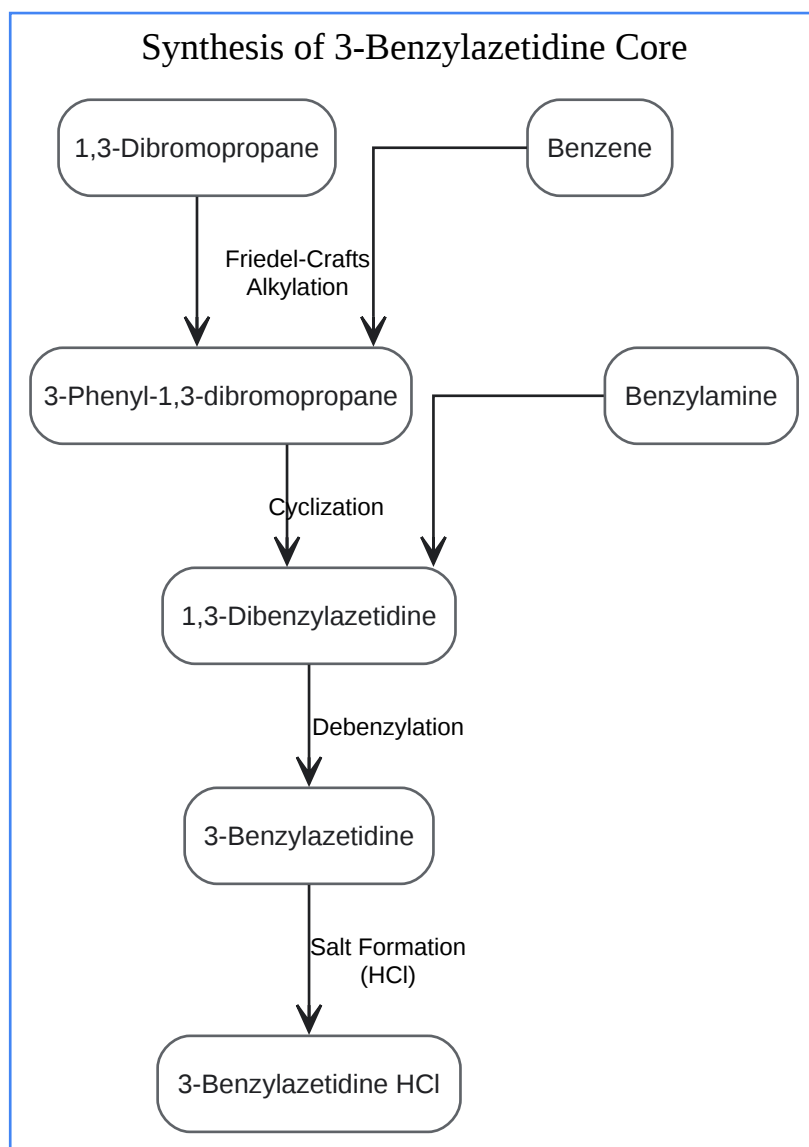 Synthesis of 3-Benzylazetidine Core
1,3-Dibromopropane
Benzene
Friedel-Crafts
Alkylation
3-Phenyl-1,3-dibromopropane
Benzylamine
Cyclization
1,3-Dibenzylazetidine
Debenzylation
3-Benzylazetidine
Salt Formation
(HCl)
3-Benzylazetidine HCl